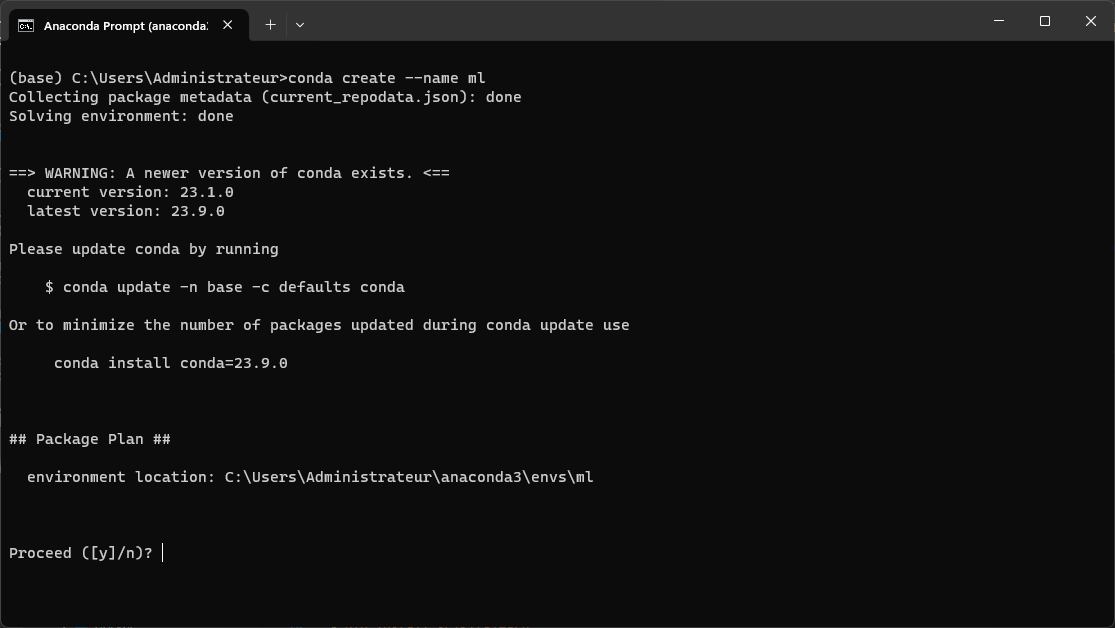 Anaconda Prompt (anaconda3
(base) C:\Users\Administrateur>conda create --name ml
Collecting package metadata (current_repodata.json): done
Solving environment: done
==> WARNING: A newer version of conda exists. <==
  current version: 23.1.0
  latest version: 23.9.0
Please update conda by running
    $ conda update -n base -c defaults conda
Or to minimize the number of packages updated during conda update use
     conda install conda=23.9.0
## Package Plan ##
  environment location: C:\Users\Administrateur\anaconda3\envs\ml
Proceed ([y]/n)?